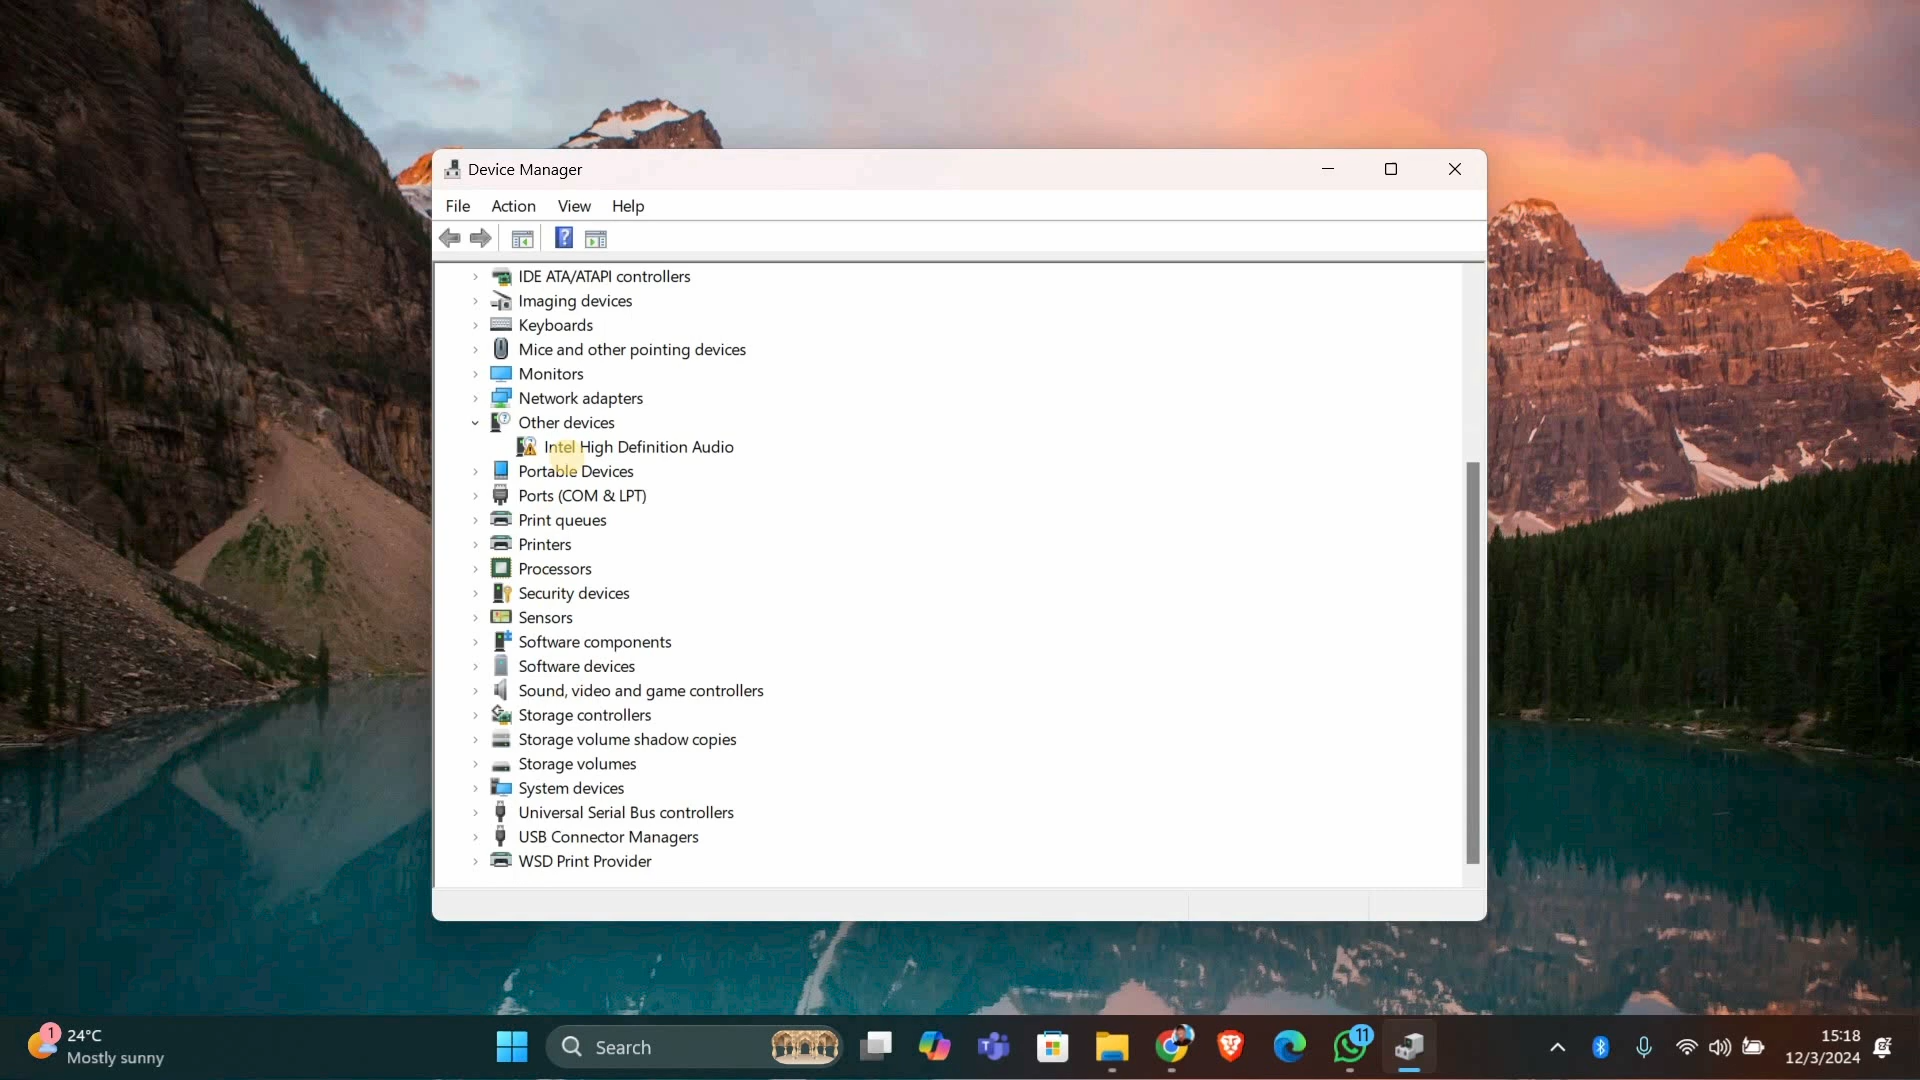 Device Manager
File Action View Help
IDE ATA/ATAPI controllers
Imaging devices
Keyboards
Mice and other pointing devices
Monitors
Network adapters
Other devices
Intel High Definition Audio
Portable Devices
Ports (COM & LPT)
Print queues
Printers
Processors
Security devices
Sensors
Software components
Software devices
Sound, video and game controllers
Storage controllers
Storage volume shadow copies
Storage volumes
System devices
Universal Serial Bus controllers
USB Connector Managers
WSD Print Provider
1
24°C
Mostly sunny
Search
11
15:18
12/3/2024